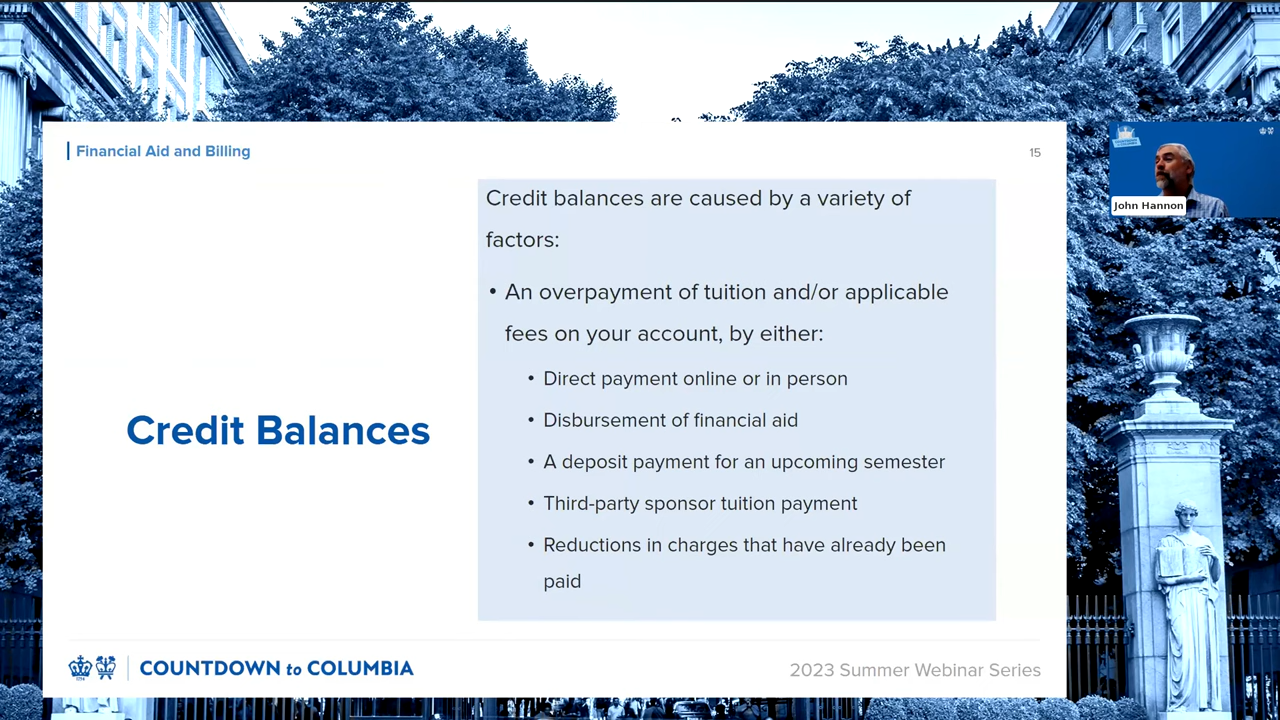 Financial Aid and Billing
15
Credit balances are caused by a variety of
factors:
• An overpayment of tuition and/or applicable
fees on your account, by either:
• Direct payment online or in person
• Disbursement of financial aid
• A deposit payment for an upcoming semester
• Third-party sponsor tuition payment
• Reductions in charges that have already been
paid
Credit Balances
COUNTDOWN to COLUMBIA
2023 Summer Webinar Series
John Hannon